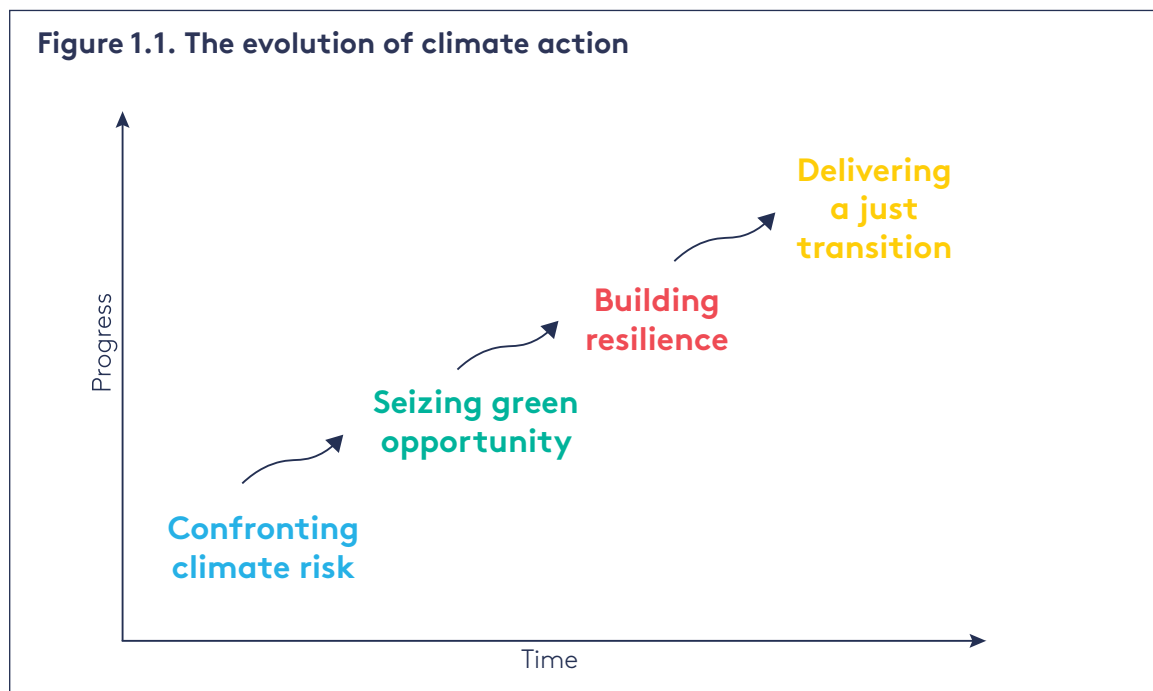 Figure 1.1. The evolution of climate action
Delivering
a just
transition
Building
resilience
Progress
Seizing green
opportunity
Confronting
climate risk
Time